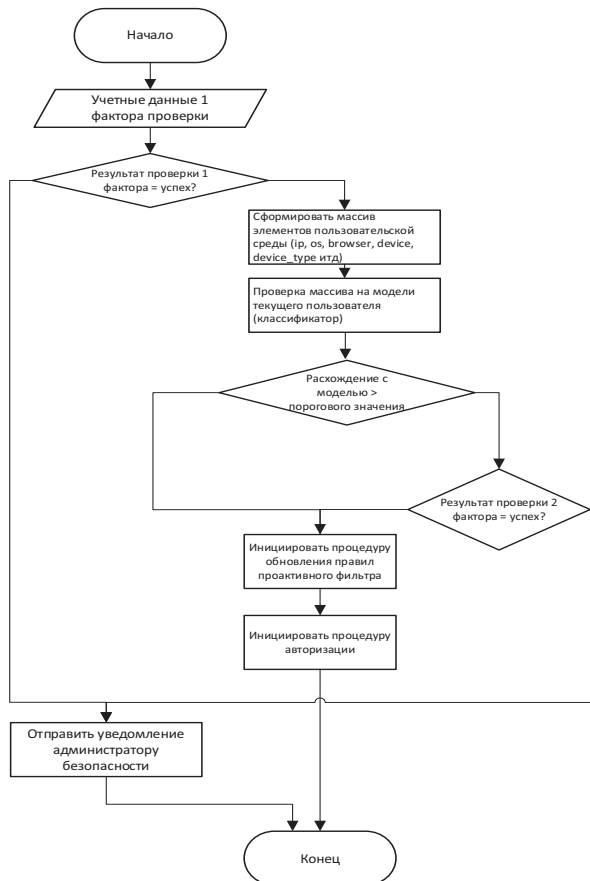 Начало
Учетные данные 1
фактора проверки
Результат проверки 1
фактора = успех?
Сформировать массив
элементов пользовательской
среды (ip, os, browser, device,
device_type итд)
Проверка массива на модели
текущего пользователя
(классификатор)
Расхождение с
моделью >
порогового значения
Результат проверки 2
фактора = успех?
Инициировать процедуру
обновления правил
проактивного фильтра
Инициировать процедуру
авторизации
Отправить уведомление
администратору
безопасности
Конец